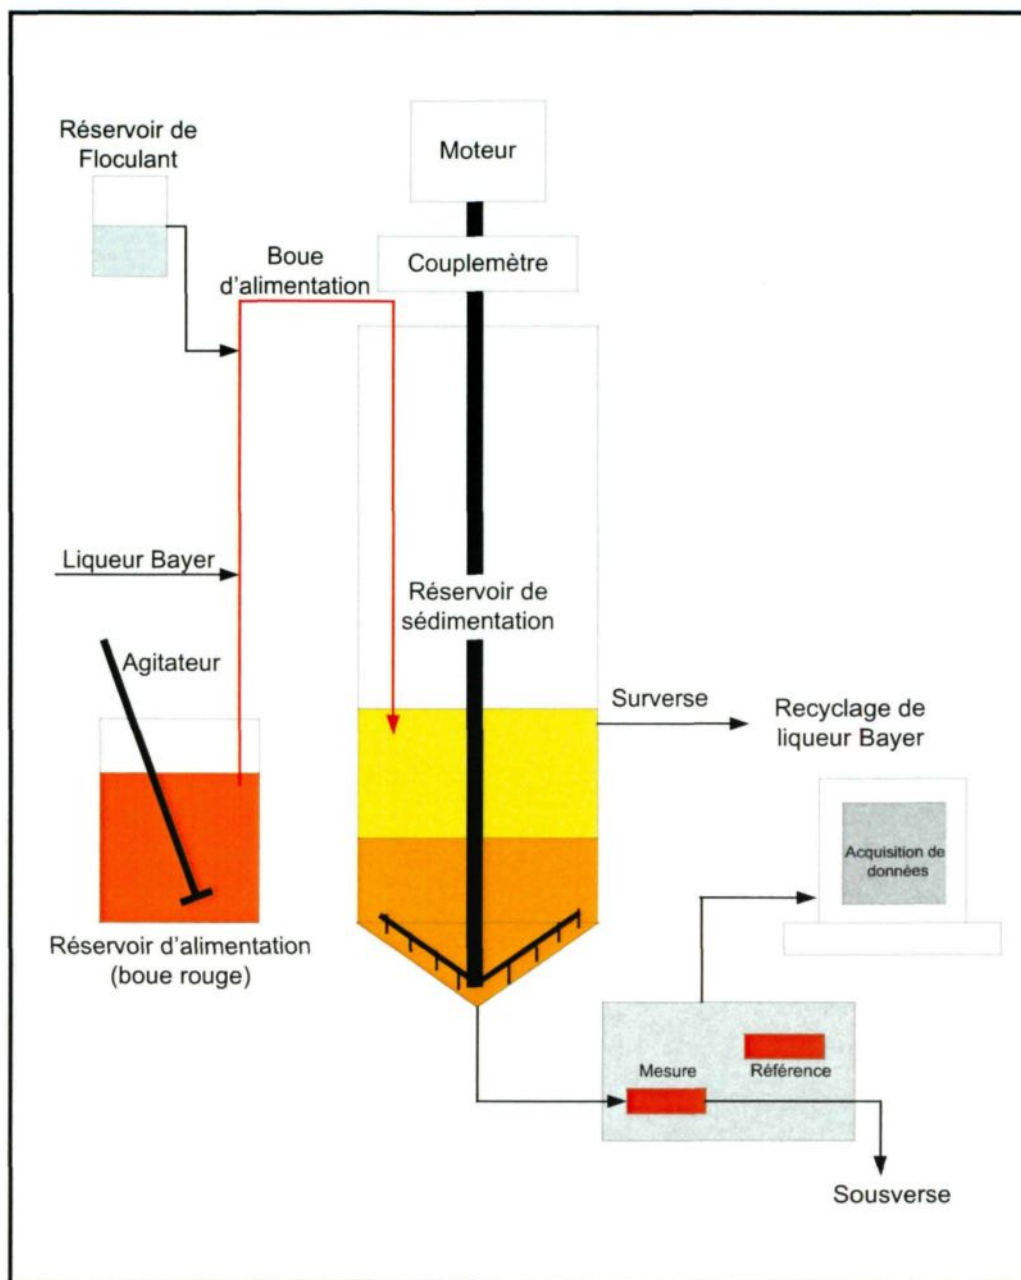 Réservoir de
Floculant
Moteur
Boue
d'alimentation
Couplemètre
Liqueur Bayer
Réservoir de
sédimentation
Agitateur
Surverse
Recyclage de
liqueur Bayer
Acquisition de
données
Réservoir d'alimentation
(boue rouge)
Mesure
Référence
Sousverse